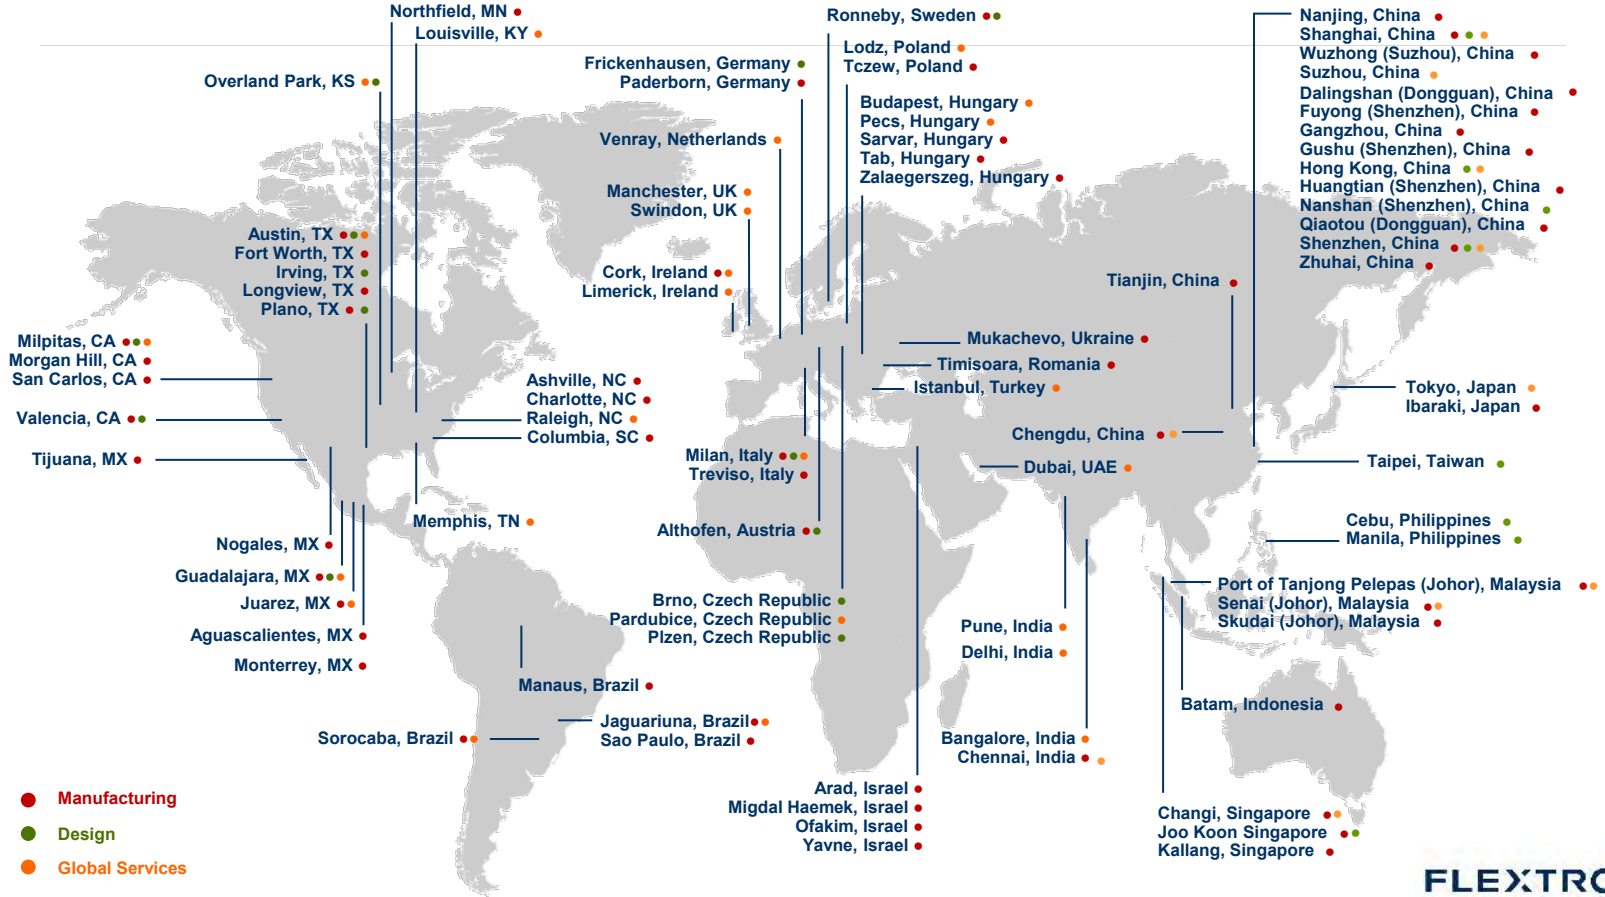 Northfield, MN
Louisville, KY
Overland Park, KS
Austin, TX
Fort Worth, TX
Irving, TX
Longview, TX
Plano, TX
Milpitas, CA
Morgan Hill, CA
San Carlos, CA
Valencia, CA
Tijuana, MX
Ashville, NC
Charlotte, NC
Raleigh, NC
Columbia, SC
Memphis, TN
Nogales, MX
Guadalajara, MX
Juarez, MX
Aguascalientes, MX
Monterrey, MX
Manaus, Brazil
Jaguariuna, Brazil
Sao Paulo, Brazil
Sorocaba, Brazil
Ronneby, Sweden
Lodz, Poland
Tczew, Poland
Frickenhausen, Germany
Paderborn, Germany
Budapest, Hungary
Pecs, Hungary
Sarvar, Hungary
Tab, Hungary
Zalaegerszeg, Hungary
Venray, Netherlands
Manchester, UK
Swindon, UK
Cork, Ireland
Limerick, Ireland
Mukachevo, Ukraine
Timisoara, Romania
Istanbul, Turkey
Milan, Italy
Treviso, Italy
Althofen, Austria
Brno, Czech Republic
Pardubice, Czech Republic
Plzen, Czech Republic
Dubai, UAE
Pune, India
Delhi, India
Bangalore, India
Chennai, India
Arad, Israel
Migdal Haemek, Israel
Ofakim, Israel
Yavne, Israel
Nanjing, China
Shanghai, China
Wuzhong (Suzhou), China
Suzhou, China
Dalingshan (Dongguan), China
Fuyong (Shenzhen), China
Gangzhou, China
Gushu (Shenzhen), China
Hong Kong, China
Huangtian (Shenzhen), China
Nanshan (Shenzhen), China
Qiaotou (Dongguan), China
Shenzhen, China
Zhuhai, China
Tianjin, China
Chengdu, China
Tokyo, Japan
Ibaraki, Japan
Taipei, Taiwan
Cebu, Philippines
Manila, Philippines
Port of Tanjong Pelepas (Johor), Malaysia
Senai (Johor), Malaysia
Skudai (Johor), Malaysia
Batam, Indonesia
Changi, Singapore
Joo Koon Singapore
Kallang, Singapore
Manufacturing
Design
Global Services
FLEXTRO